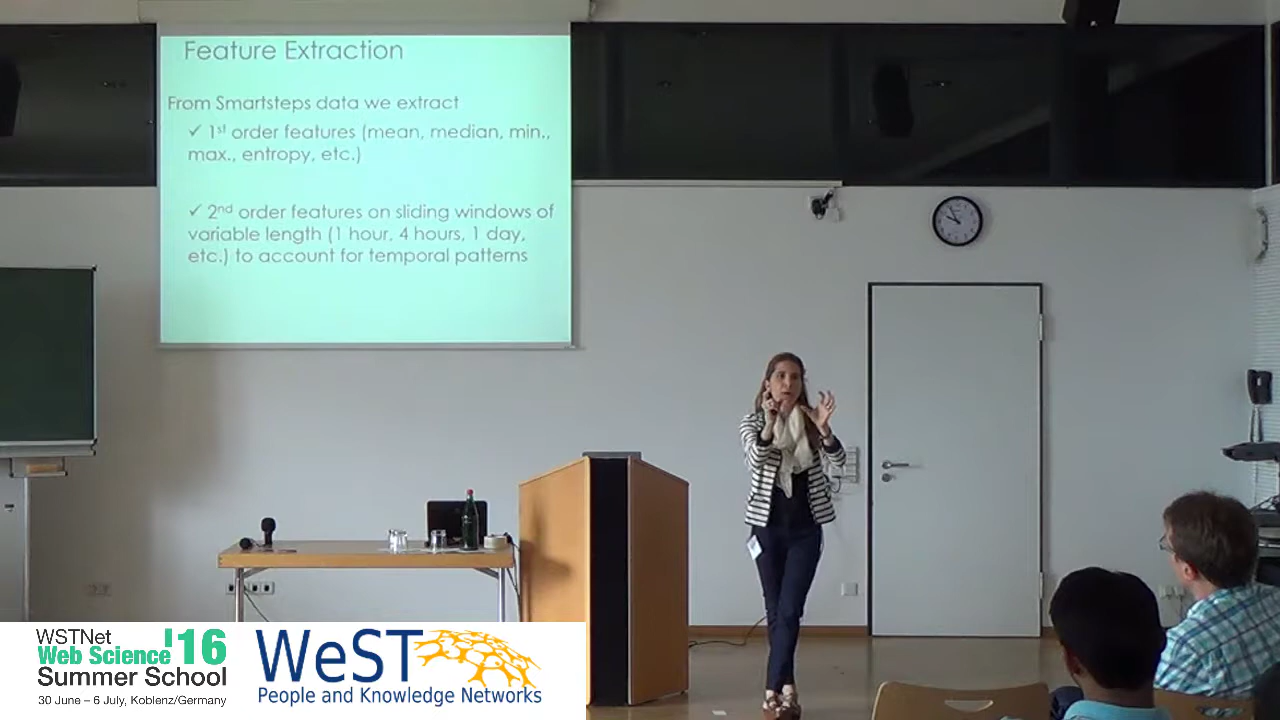 Feature Extraction
From Smartsteps data we extract
✓ 1st order features (mean, median, min.,
max., entropy, etc.)
✓ 2nd order features on sliding windows of
variable length (1 hour, 4 hours, 1 day,
etc.) to account for temporal patterns
WSTNet
Web Science '16
Summer School
30 June – 6 July, Koblenz/Germany
WeST
People and Knowledge Networks